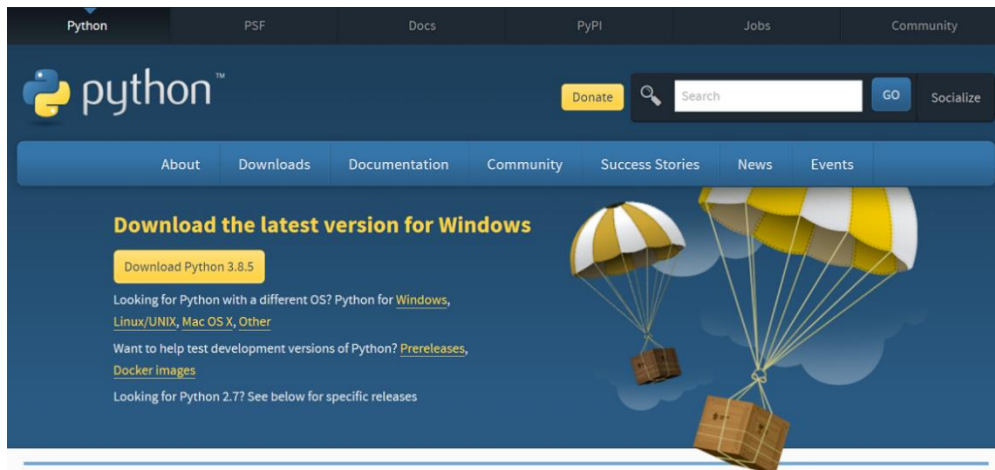 Python PSF Docs PyPI Jobs Community
python™
Donate Search GO Socialize
About Downloads Documentation Community Success Stories News Events
Download the latest version for Windows
Download Python 3.8.5
Looking for Python with a different OS? Python for Windows,
Linux/UNIX, Mac OS X, Other
Want to help test development versions of Python? Prereleases,
Docker images
Looking for Python 2.7? See below for specific releases